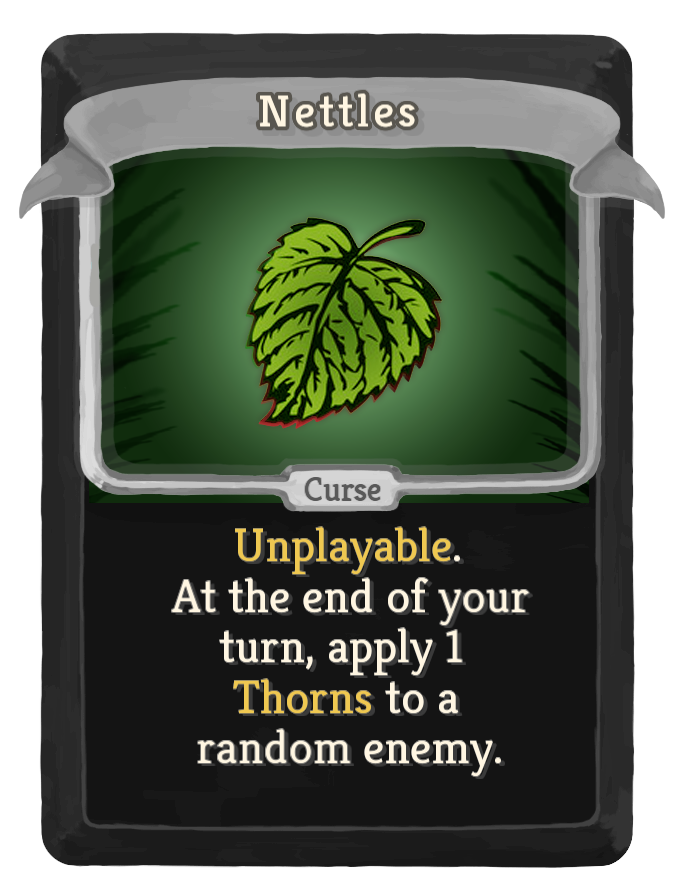 Nettles
Curse
Unplayable.
At the end of your
turn, apply 1
Thorns to a
random enemy.